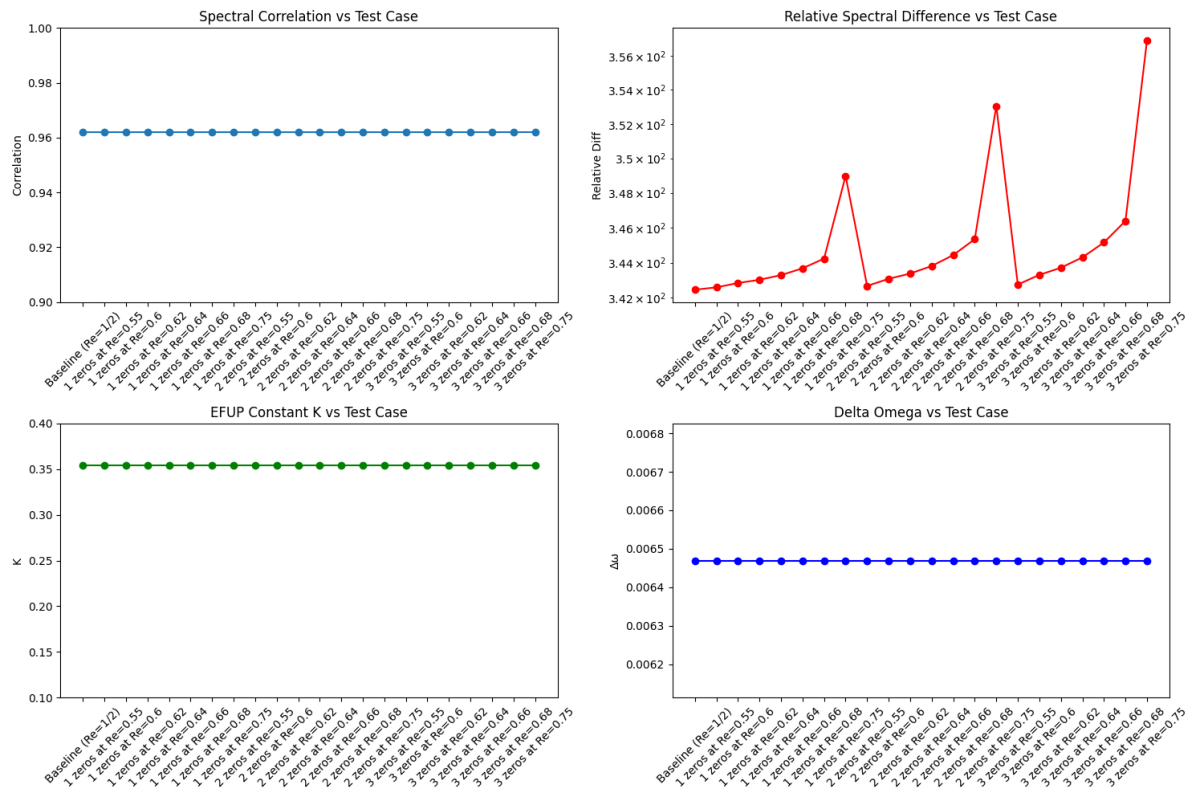 Spectral Correlation vs Test Case
1.00
0.98
0.96
0.94
0.92
0.90
Correlation
Baseline (Re=1/2)
1 zeros at Re=0.55
1 zeros at Re=0.6
1 zeros at Re=0.62
1 zeros at Re=0.64
1 zeros at Re=0.66
1 zeros at Re=0.68
1 zeros at Re=0.75
2 zeros at Re=0.55
2 zeros at Re=0.6
2 zeros at Re=0.62
2 zeros at Re=0.64
2 zeros at Re=0.66
2 zeros at Re=0.68
2 zeros at Re=0.75
3 zeros at Re=0.55
3 zeros at Re=0.6
3 zeros at Re=0.62
3 zeros at Re=0.64
3 zeros at Re=0.66
3 zeros at Re=0.68
3 zeros at Re=0.75
Relative Spectral Difference vs Test Case
3.56 × 10²
3.54 × 10²
3.52 × 10²
3.5 × 10²
3.48 × 10²
3.46 × 10²
3.44 × 10²
3.42 × 10²
Relative Diff
Baseline (Re=1/2)
1 zeros at Re=0.55
1 zeros at Re=0.6
1 zeros at Re=0.62
1 zeros at Re=0.64
1 zeros at Re=0.66
1 zeros at Re=0.68
1 zeros at Re=0.75
2 zeros at Re=0.55
2 zeros at Re=0.6
2 zeros at Re=0.62
2 zeros at Re=0.64
2 zeros at Re=0.66
2 zeros at Re=0.68
2 zeros at Re=0.75
3 zeros at Re=0.55
3 zeros at Re=0.6
3 zeros at Re=0.62
3 zeros at Re=0.64
3 zeros at Re=0.66
3 zeros at Re=0.68
3 zeros at Re=0.75
EFUP Constant K vs Test Case
0.40
0.35
0.30
0.25
0.20
0.15
0.10
K
Baseline (Re=1/2)
1 zeros at Re=0.55
1 zeros at Re=0.6
1 zeros at Re=0.62
1 zeros at Re=0.64
1 zeros at Re=0.66
1 zeros at Re=0.68
1 zeros at Re=0.75
2 zeros at Re=0.55
2 zeros at Re=0.6
2 zeros at Re=0.62
2 zeros at Re=0.64
2 zeros at Re=0.66
2 zeros at Re=0.68
2 zeros at Re=0.75
3 zeros at Re=0.55
3 zeros at Re=0.6
3 zeros at Re=0.62
3 zeros at Re=0.64
3 zeros at Re=0.66
3 zeros at Re=0.68
3 zeros at Re=0.75
Delta Omega vs Test Case
0.0068
0.0067
0.0066
0.0065
0.0064
0.0063
0.0062
Δω
Baseline (Re=1/2)
1 zeros at Re=0.55
1 zeros at Re=0.6
1 zeros at Re=0.62
1 zeros at Re=0.64
1 zeros at Re=0.66
1 zeros at Re=0.68
1 zeros at Re=0.75
2 zeros at Re=0.55
2 zeros at Re=0.6
2 zeros at Re=0.62
2 zeros at Re=0.64
2 zeros at Re=0.66
2 zeros at Re=0.68
2 zeros at Re=0.75
3 zeros at Re=0.55
3 zeros at Re=0.6
3 zeros at Re=0.62
3 zeros at Re=0.64
3 zeros at Re=0.66
3 zeros at Re=0.68
3 zeros at Re=0.75